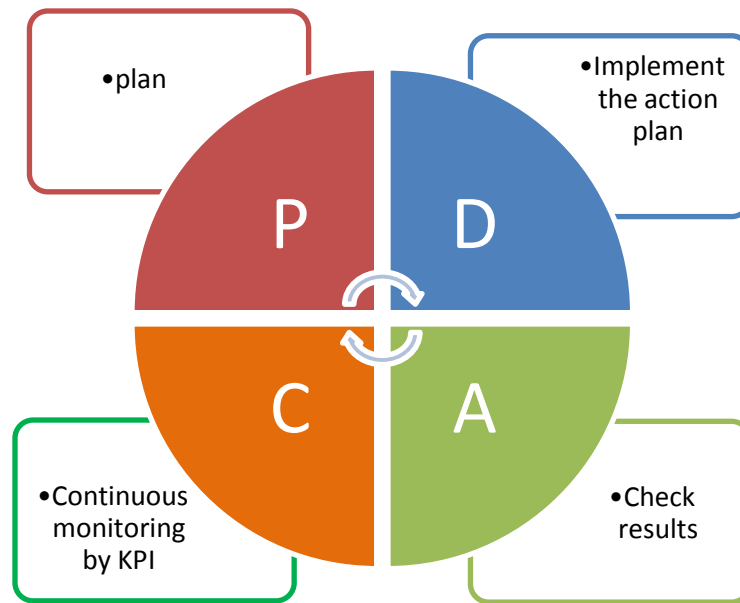 •plan
•Implement
the action
plan
P
D
C
A
•Continuous
monitoring
by KPI
•Check
results